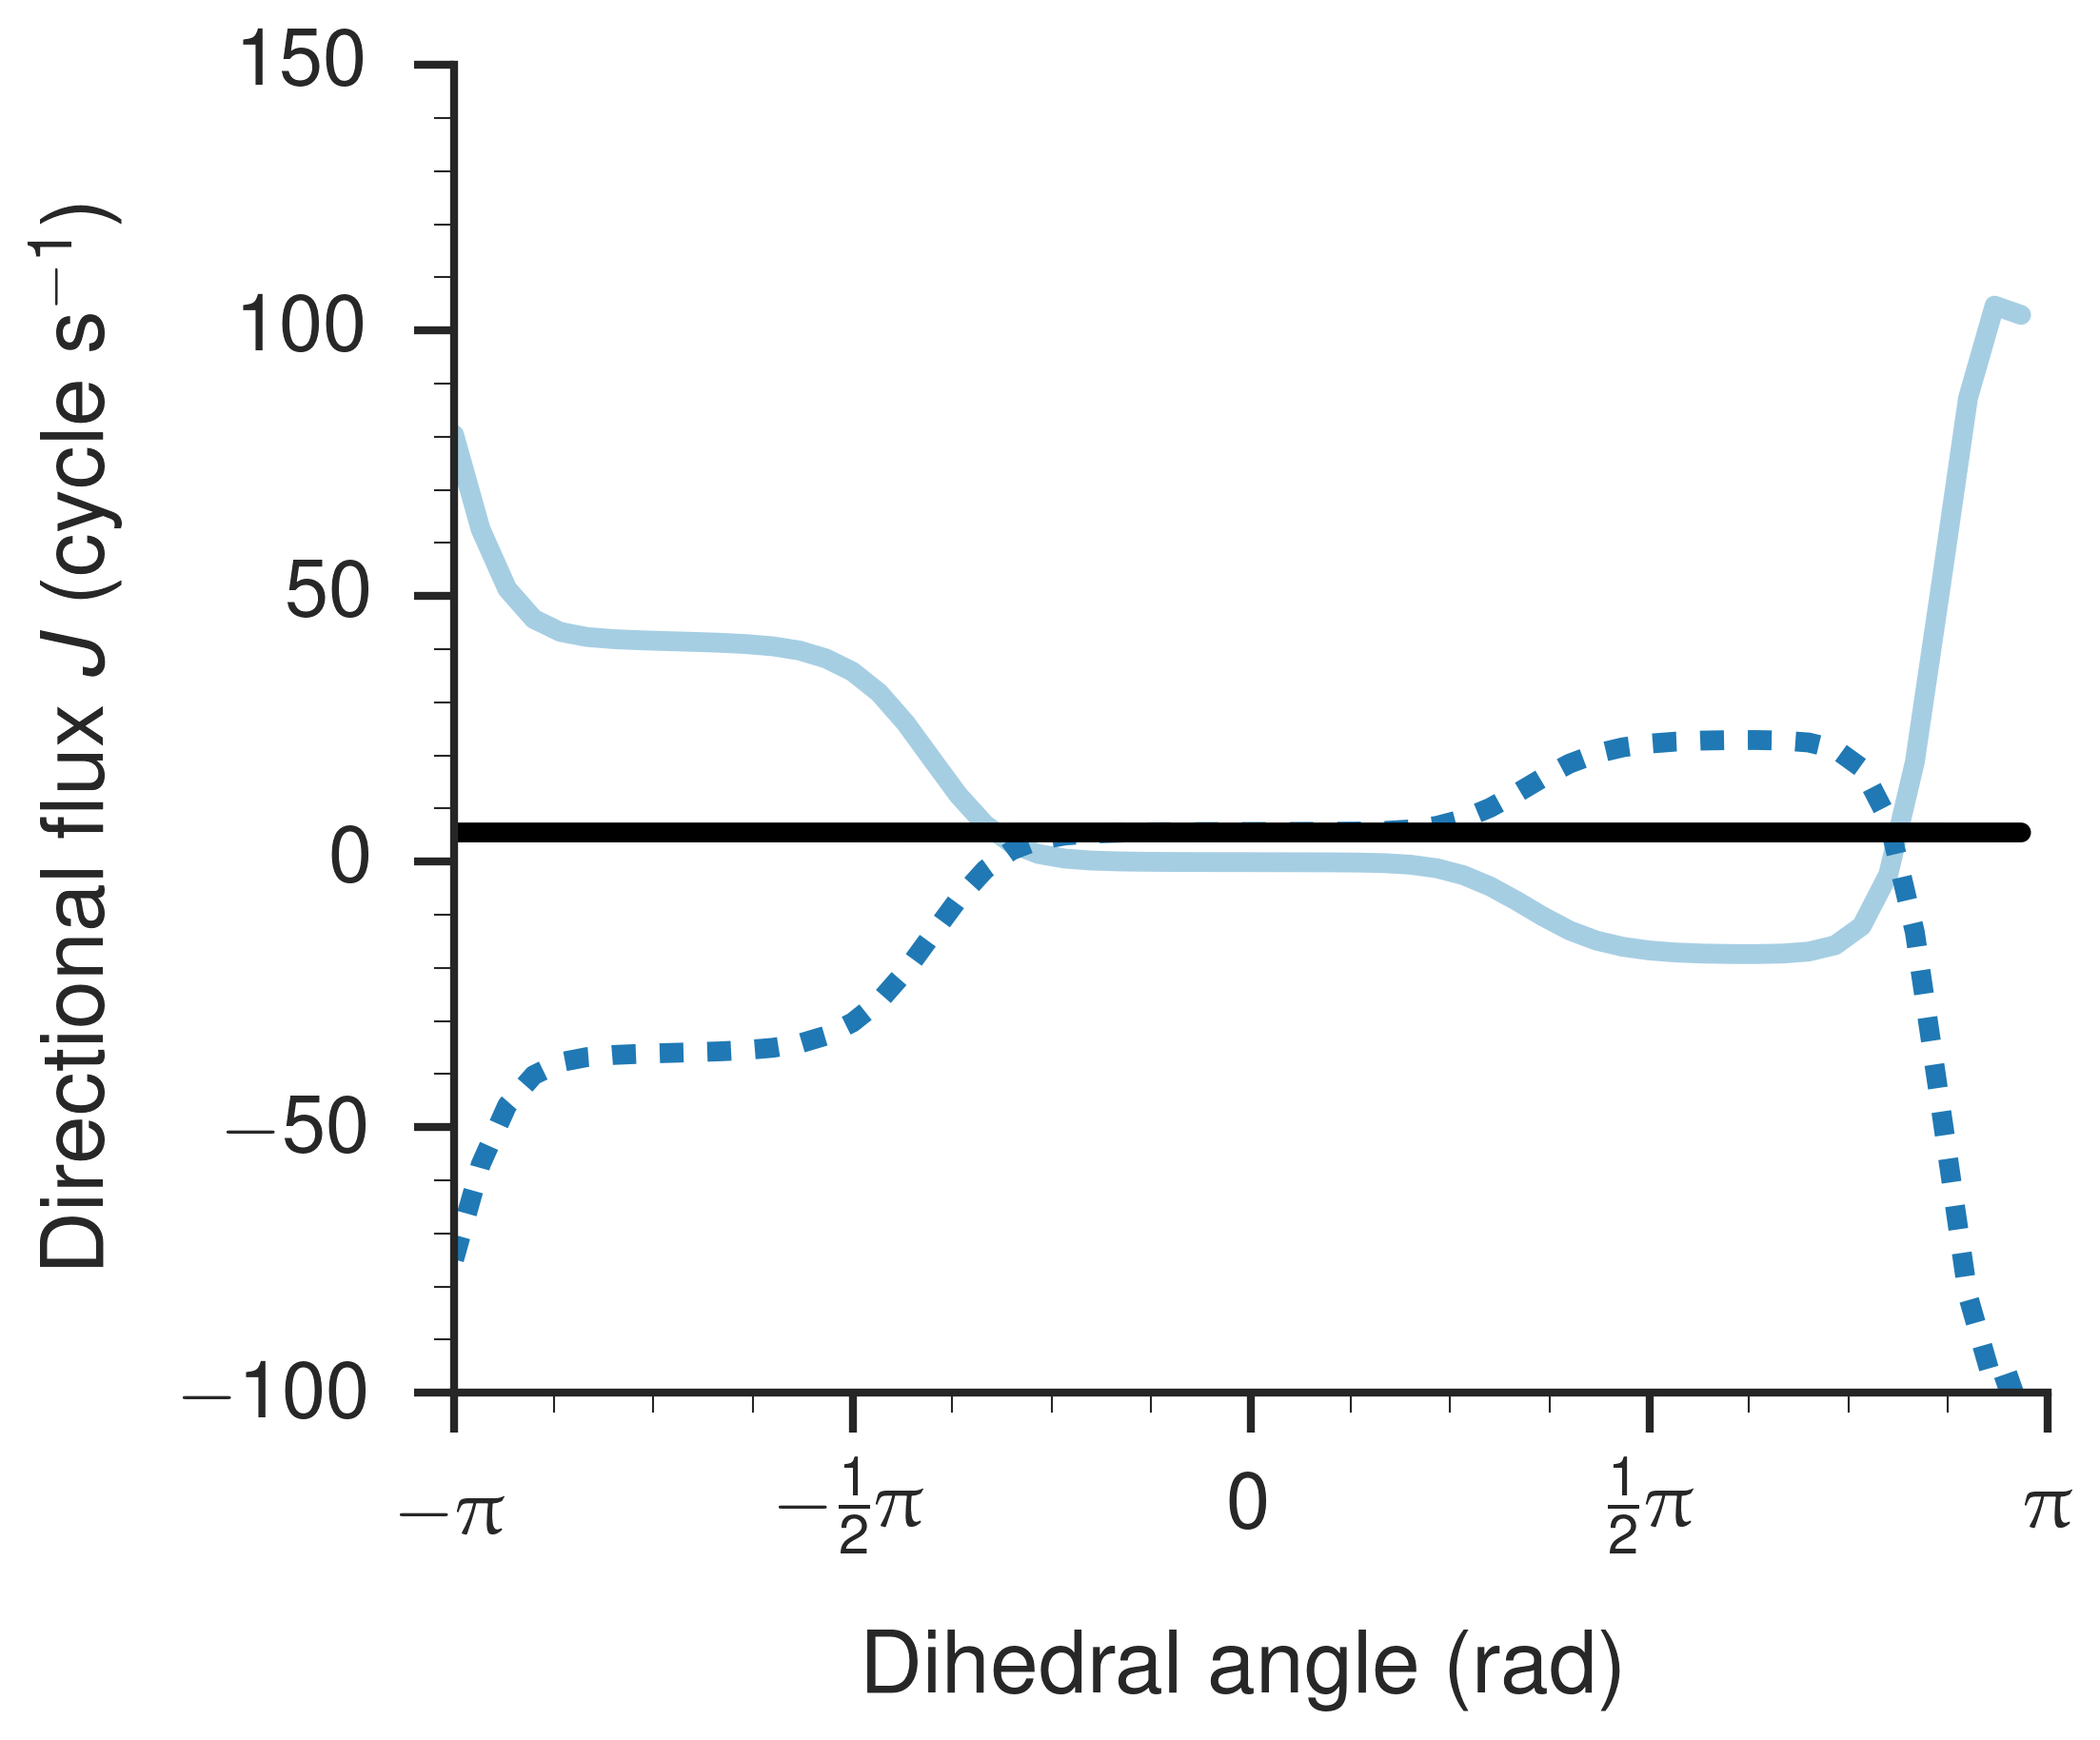 Directional flux J (cycle s⁻¹)
150
100
50
0
−50
−100
−π
−½π
0
½π
π
Dihedral angle (rad)